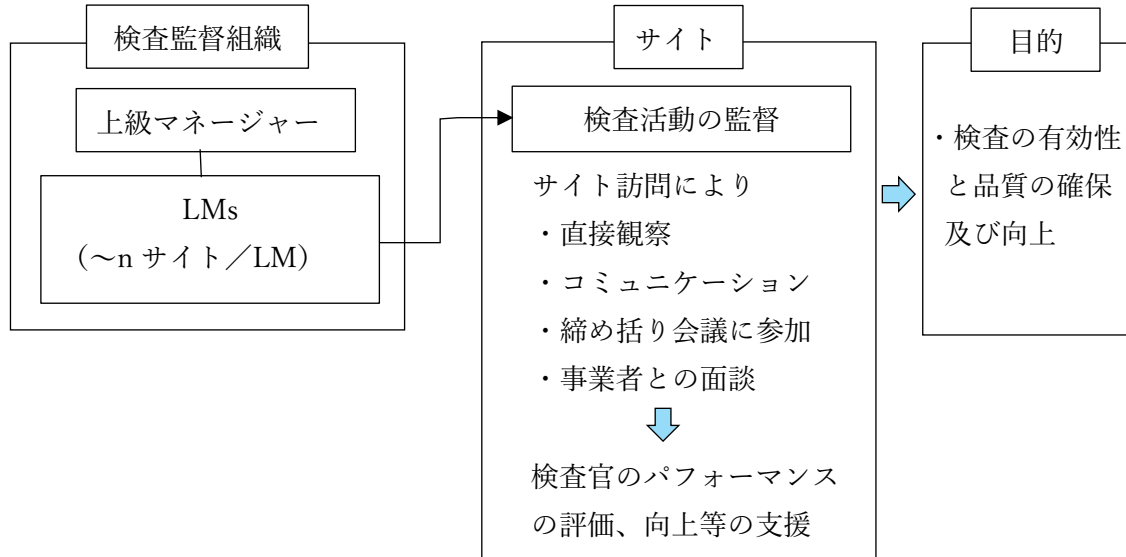 検査監督組織
上級マネージャー
LMs
（～n サイト／LM）
サイト
検査活動の監督
サイト訪問により
・直接観察
・コミュニケーション
・締め括り会議に参加
・事業者との面談
検査官のパフォーマンス
の評価、向上等の支援
目的
・検査の有効性
と品質の確保
及び向上